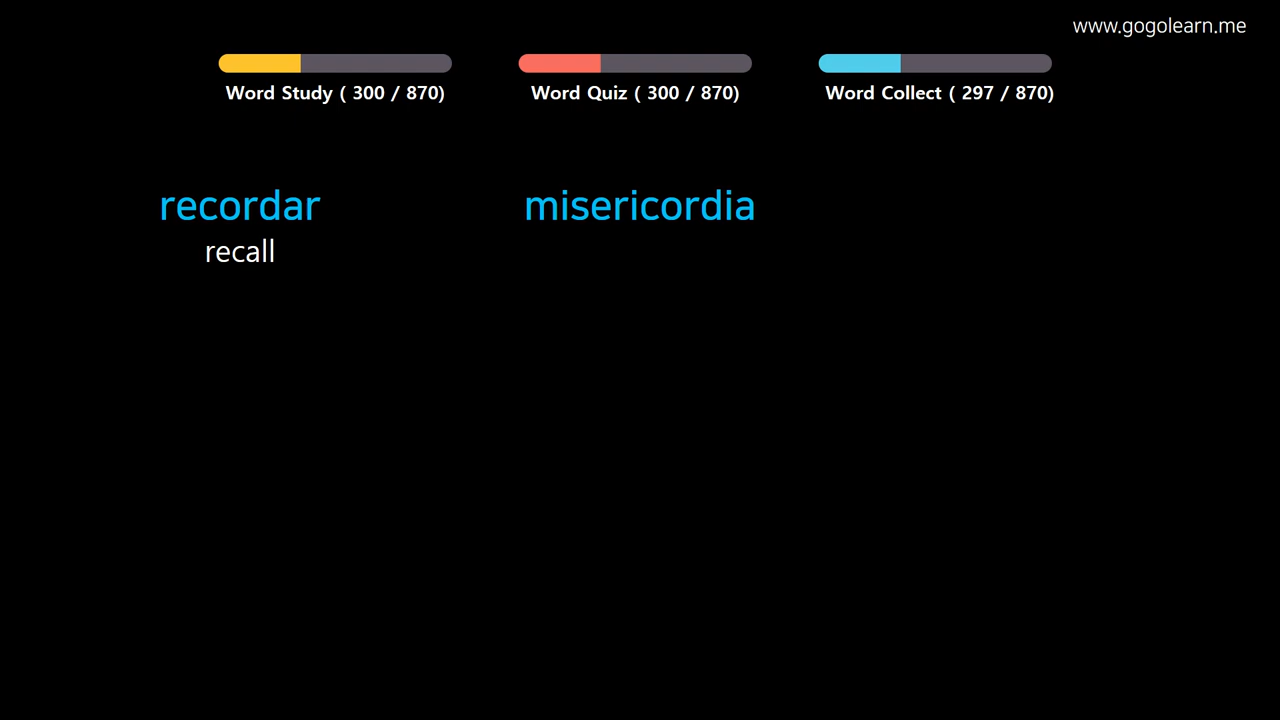 www.gogolearn.me
Word Study ( 300 / 870)
Word Quiz ( 300 / 870)
Word Collect ( 297 / 870)
recordar
recall
misericordia